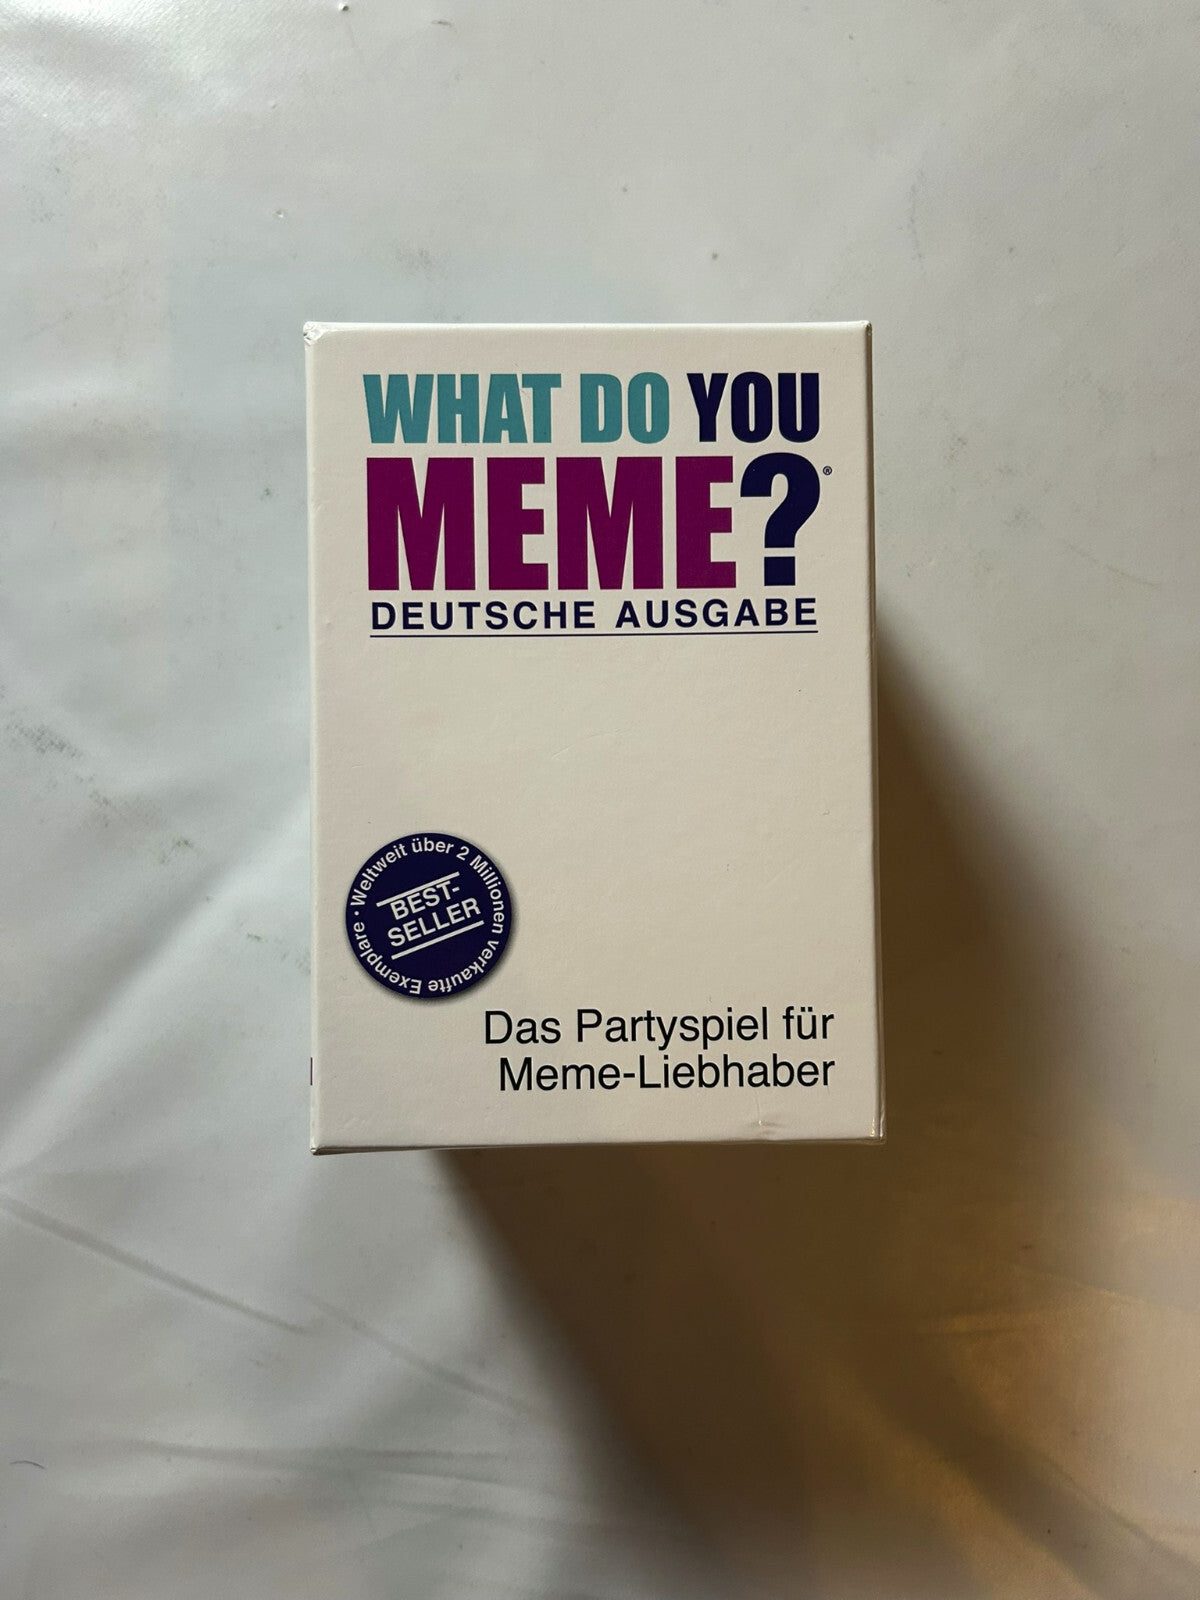 WHAT DO YOU
MEME?®
DEUTSCHE AUSGABE
Weltweit über 2 Millionen verkaufte Exemplare •
BEST-
SELLER
Das Partyspiel für
Meme-Liebhaber